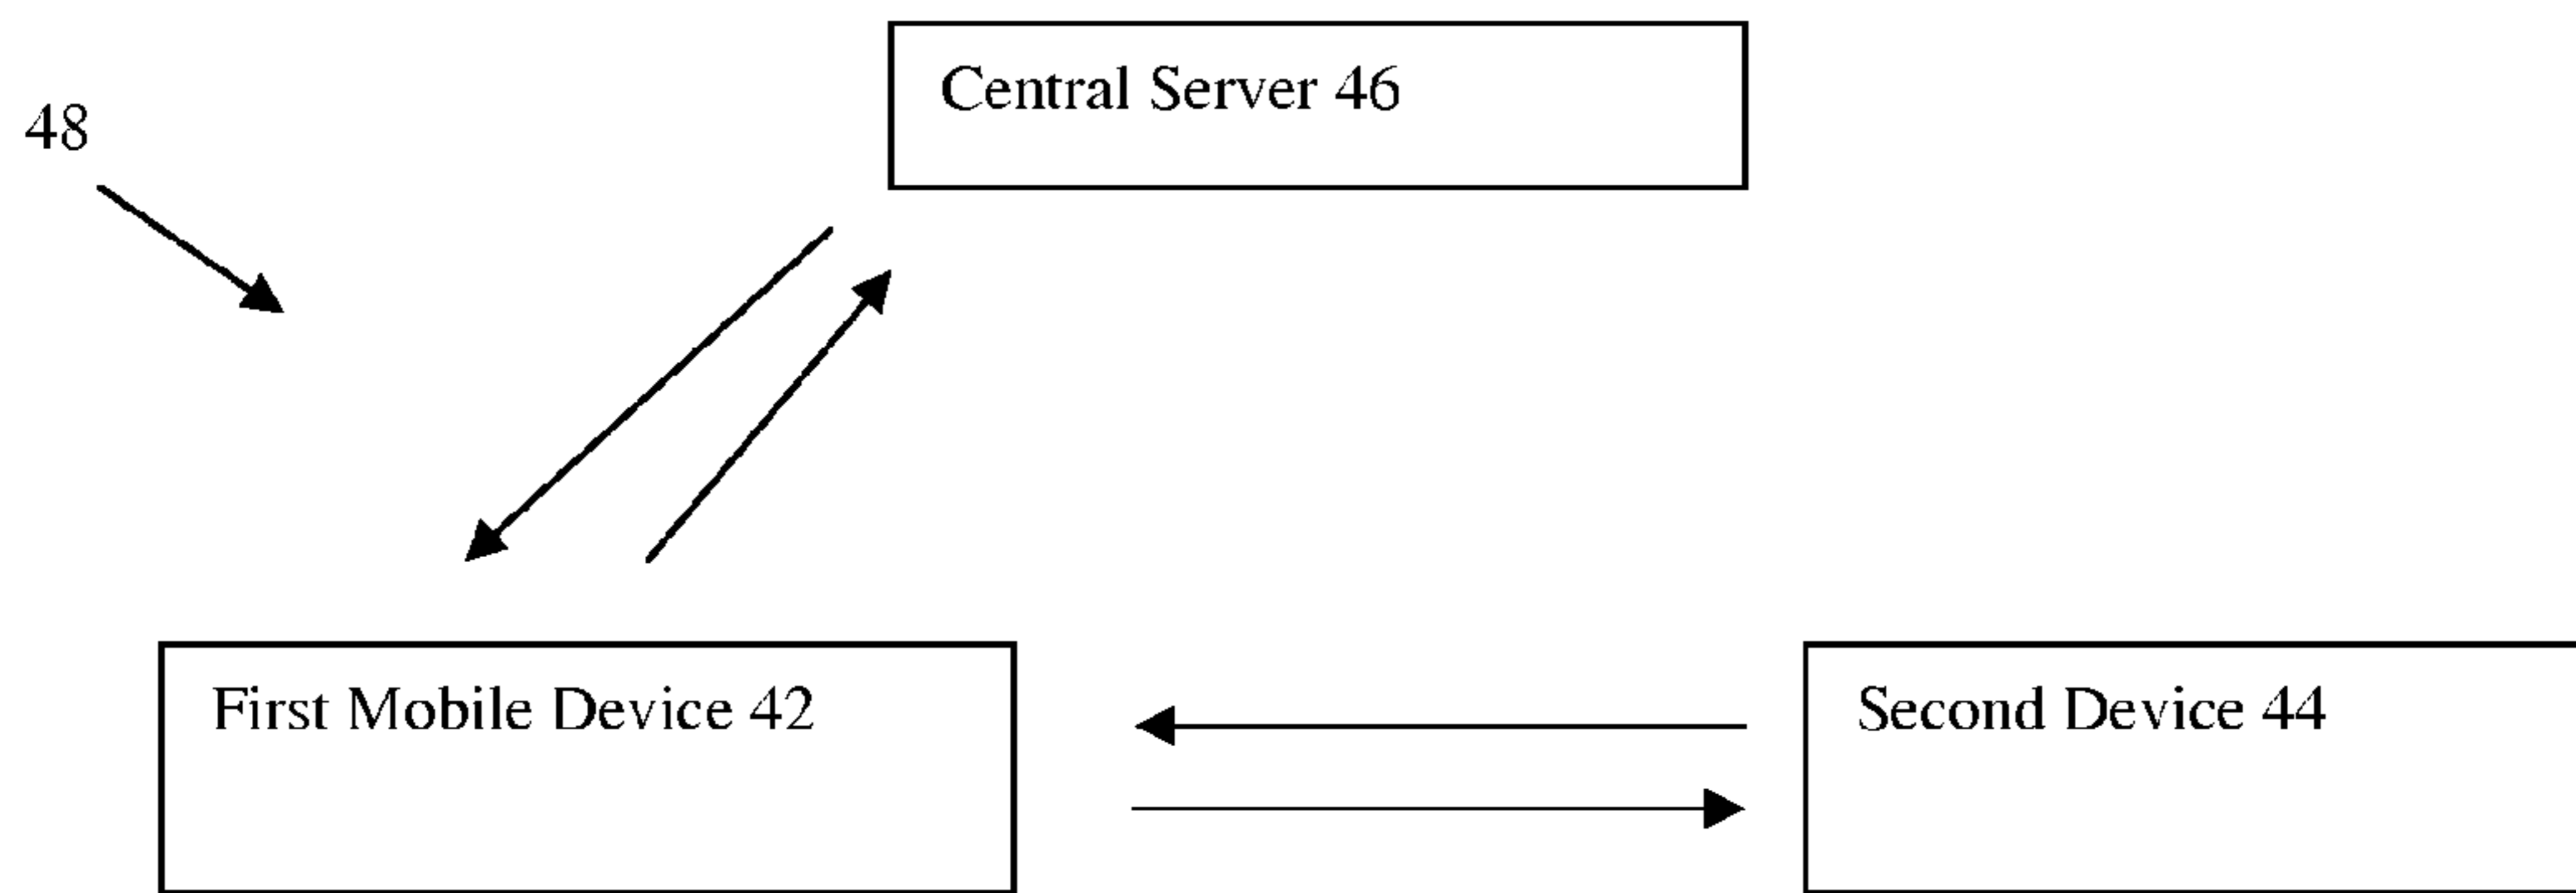 Central Server 46
48
First Mobile Device 42
Second Device 44